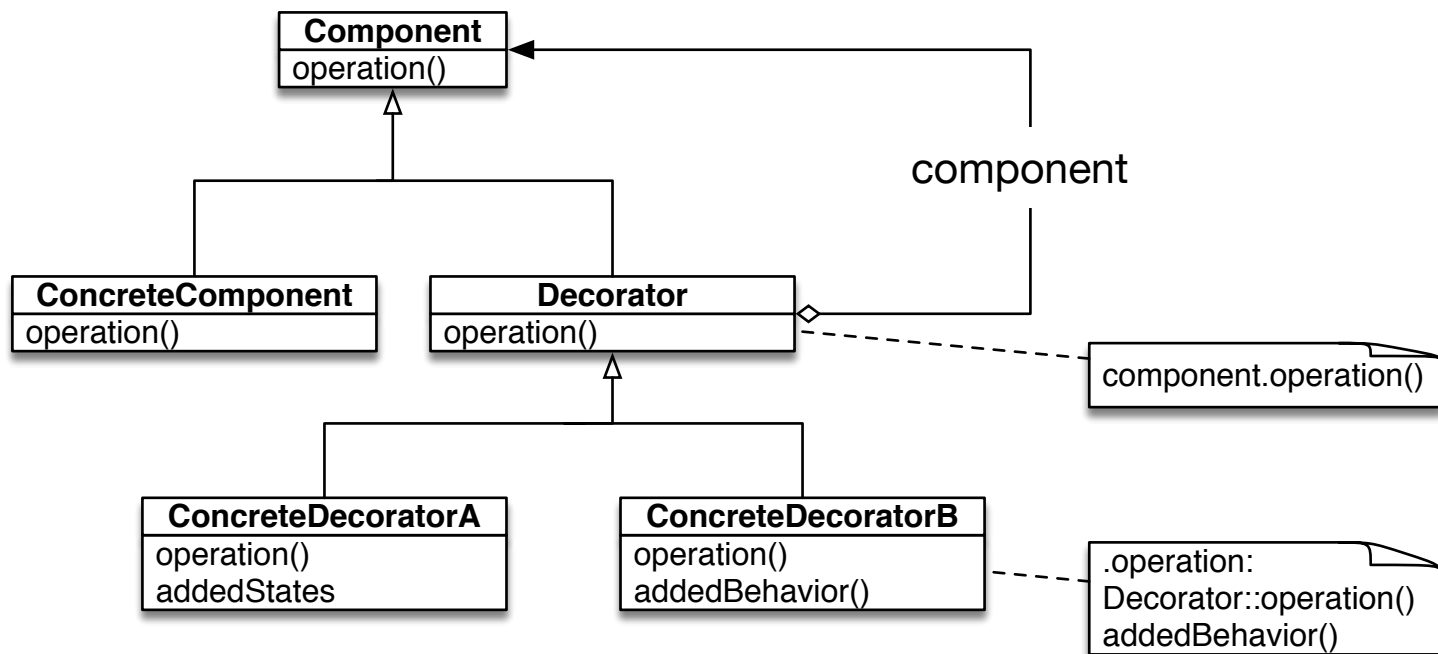 Component
operation()
component
ConcreteComponent
operation()
Decorator
operation()
component.operation()
ConcreteDecoratorA
operation()
addedStates
ConcreteDecoratorB
operation()
addedBehavior()
.operation:
Decorator::operation()
addedBehavior()